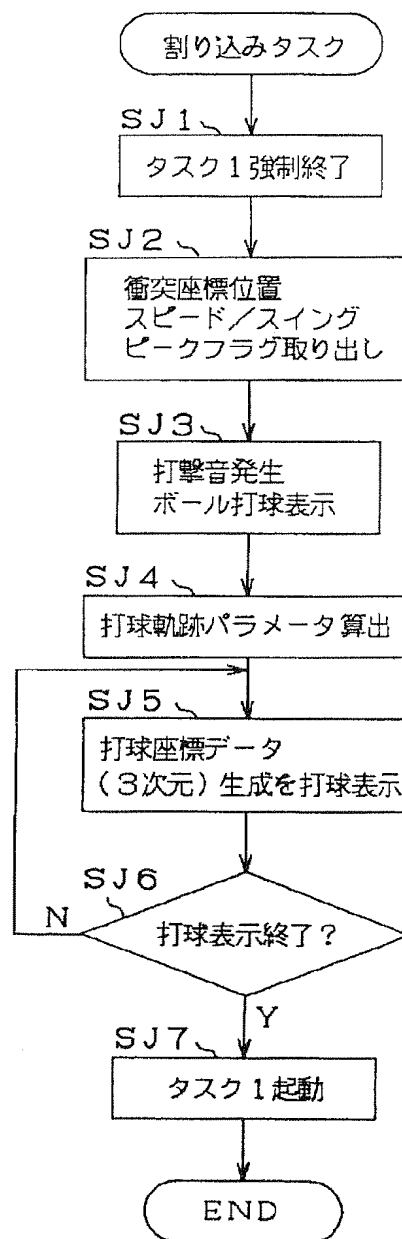 割り込みタスク
SJ1
タスク1強制終了
SJ2
衝突座標位置
スピード/スイング
ピークフラグ取り出し
SJ3
打撃音発生
ボール打球表示
SJ4
打球軌跡パラメータ算出
SJ5
打球座標データ
(3次元)生成を打球表示
SJ6
N
打球表示終了?
Y
SJ7
タスク1起動
END